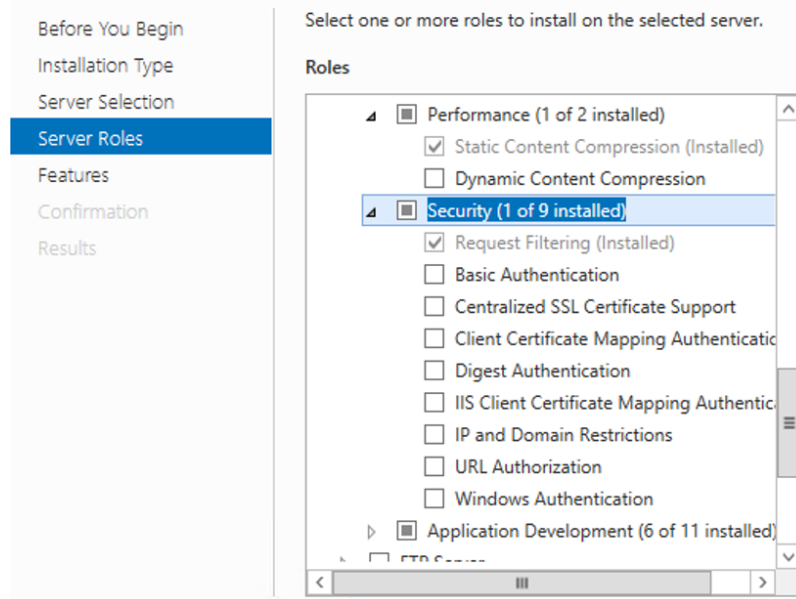 Before You Begin
Installation Type
Server Selection
Server Roles
Features
Confirmation
Results
Select one or more roles to install on the selected server.
Roles
Performance (1 of 2 installed)
Static Content Compression (Installed)
Dynamic Content Compression
Security (1 of 9 installed)
Request Filtering (Installed)
Basic Authentication
Centralized SSL Certificate Support
Client Certificate Mapping Authenticatic
Digest Authentication
IIS Client Certificate Mapping Authentic
IP and Domain Restrictions
URL Authorization
Windows Authentication
Application Development (6 of 11 installed)
FTP Server